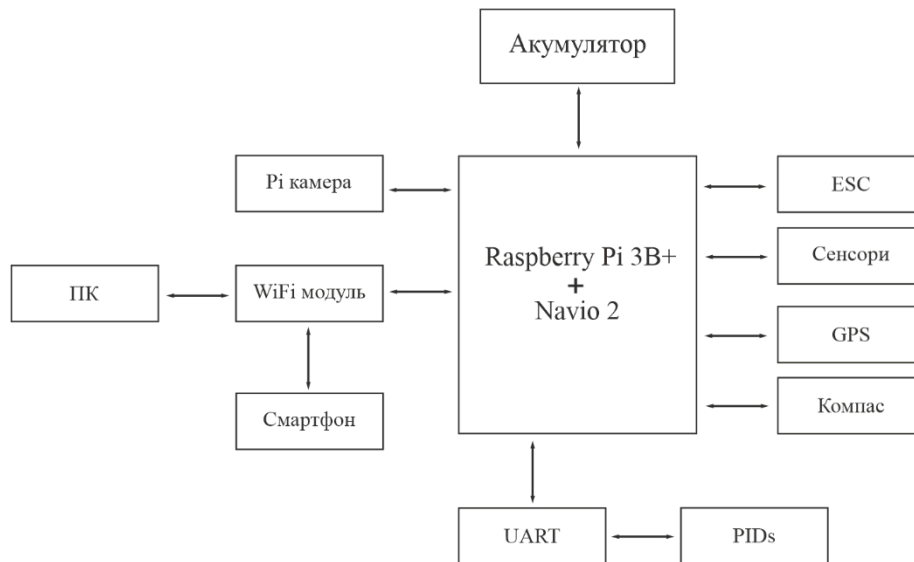 Акумулятор
Pi камера
ESC
Raspberry Pi 3B+
+
Navio 2
Сенсори
ПК
WiFi модуль
GPS
Смартфон
Компас
UART
PIDs